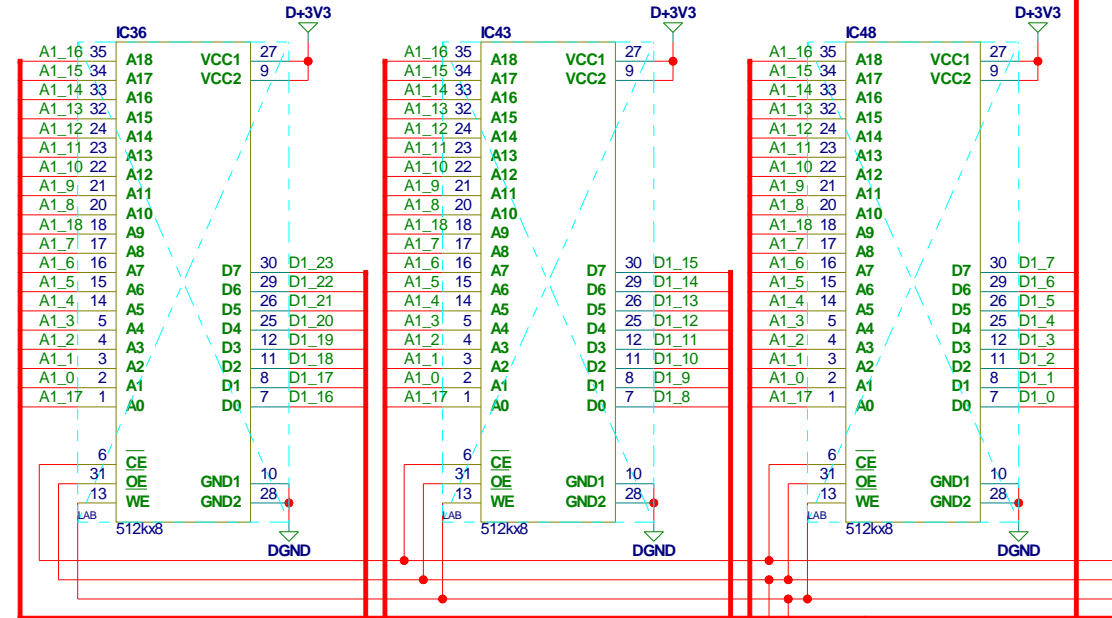 D+3V3 D+3V3 D+3V3
IC36 IC43 IC48
A1_16 35 A18 VCC1 27 A1_16 35 A18 VCC1 27 A1_16 35 A18 VCC1 27
A1_15 34 A17 VCC2 9 A1_15 34 A17 VCC2 9 A1_15 34 A17 VCC2 9
A1_14 33 A16 A1_14 33 A16 A1_14 33 A16
A1_13 32 A15 A1_13 32 A15 A1_13 32 A15
A1_12 24 A14 A1_12 24 A14 A1_12 24 A14
A1_11 23 A13 A1_11 23 A13 A1_11 23 A13
A1_10 22 A12 A1_10 22 A12 A1_10 22 A12
A1_9 21 A11 A1_9 21 A11 A1_9 21 A11
A1_8 20 A10 A1_8 20 A10 A1_8 20 A10
A1_18 18 A9 A1_18 18 A9 A1_18 18 A9
A1_7 17 A8 A1_7 17 A8 A1_7 17 A8
A1_6 16 A7 D7 30 D1_23 A1_6 16 A7 D7 30 D1_15 A1_6 16 A7 D7 30 D1_7
A1_5 15 A6 D6 29 D1_22 A1_5 15 A6 D6 29 D1_14 A1_5 15 A6 D6 29 D1_6
A1_4 14 A5 D5 26 D1_21 A1_4 14 A5 D5 26 D1_13 A1_4 14 A5 D5 26 D1_5
A1_3 5 A4 D4 25 D1_20 A1_3 5 A4 D4 25 D1_12 A1_3 5 A4 D4 25 D1_4
A1_2 4 A3 D3 12 D1_19 A1_2 4 A3 D3 12 D1_11 A1_2 4 A3 D3 12 D1_3
A1_1 3 A2 D2 11 D1_18 A1_1 3 A2 D2 11 D1_10 A1_1 3 A2 D2 11 D1_2
A1_0 2 A1 D1 8 D1_17 A1_0 2 A1 D1 8 D1_9 A1_0 2 A1 D1 8 D1_1
A1_17 1 A0 D0 7 D1_16 A1_17 1 A0 D0 7 D1_8 A1_17 1 A0 D0 7 D1_0
6 CE 6 CE 6 CE
31 OE GND1 10 31 OE GND1 10 31 OE GND1 10
13 WE GND2 28 13 WE GND2 28 13 WE GND2 28
LAB LAB LAB
512kx8 512kx8 512kx8
DGND DGND DGND